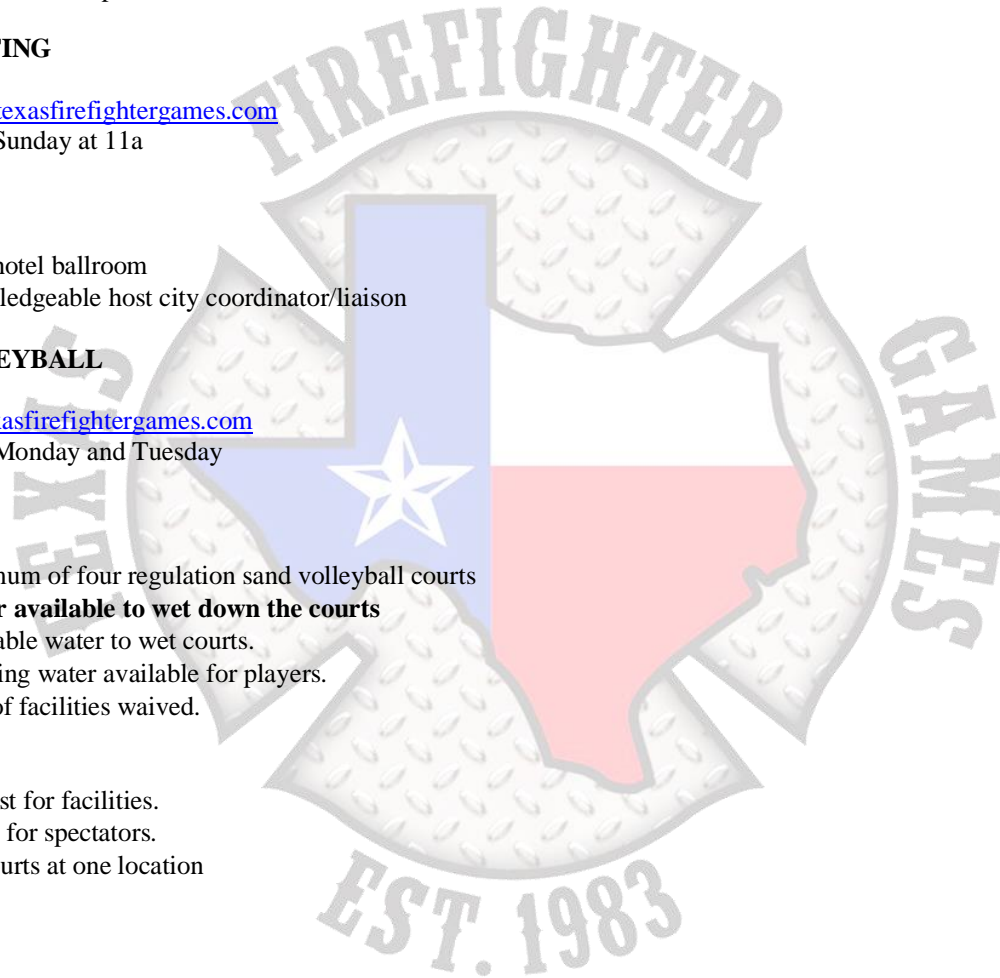 TING
texasfirefightergames.com
Sunday at 11a
hotel ballroom
ledgeable host city coordinator/liaison
EYBALL
xasfirefightergames.com
Monday and Tuesday
num of four regulation sand volleyball courts
r available to wet down the courts
able water to wet courts.
ing water available for players.
of facilities waived.
st for facilities.
for spectators.
urts at one location
TEXAS FIREFIGHTER GAMES
EST. 1983